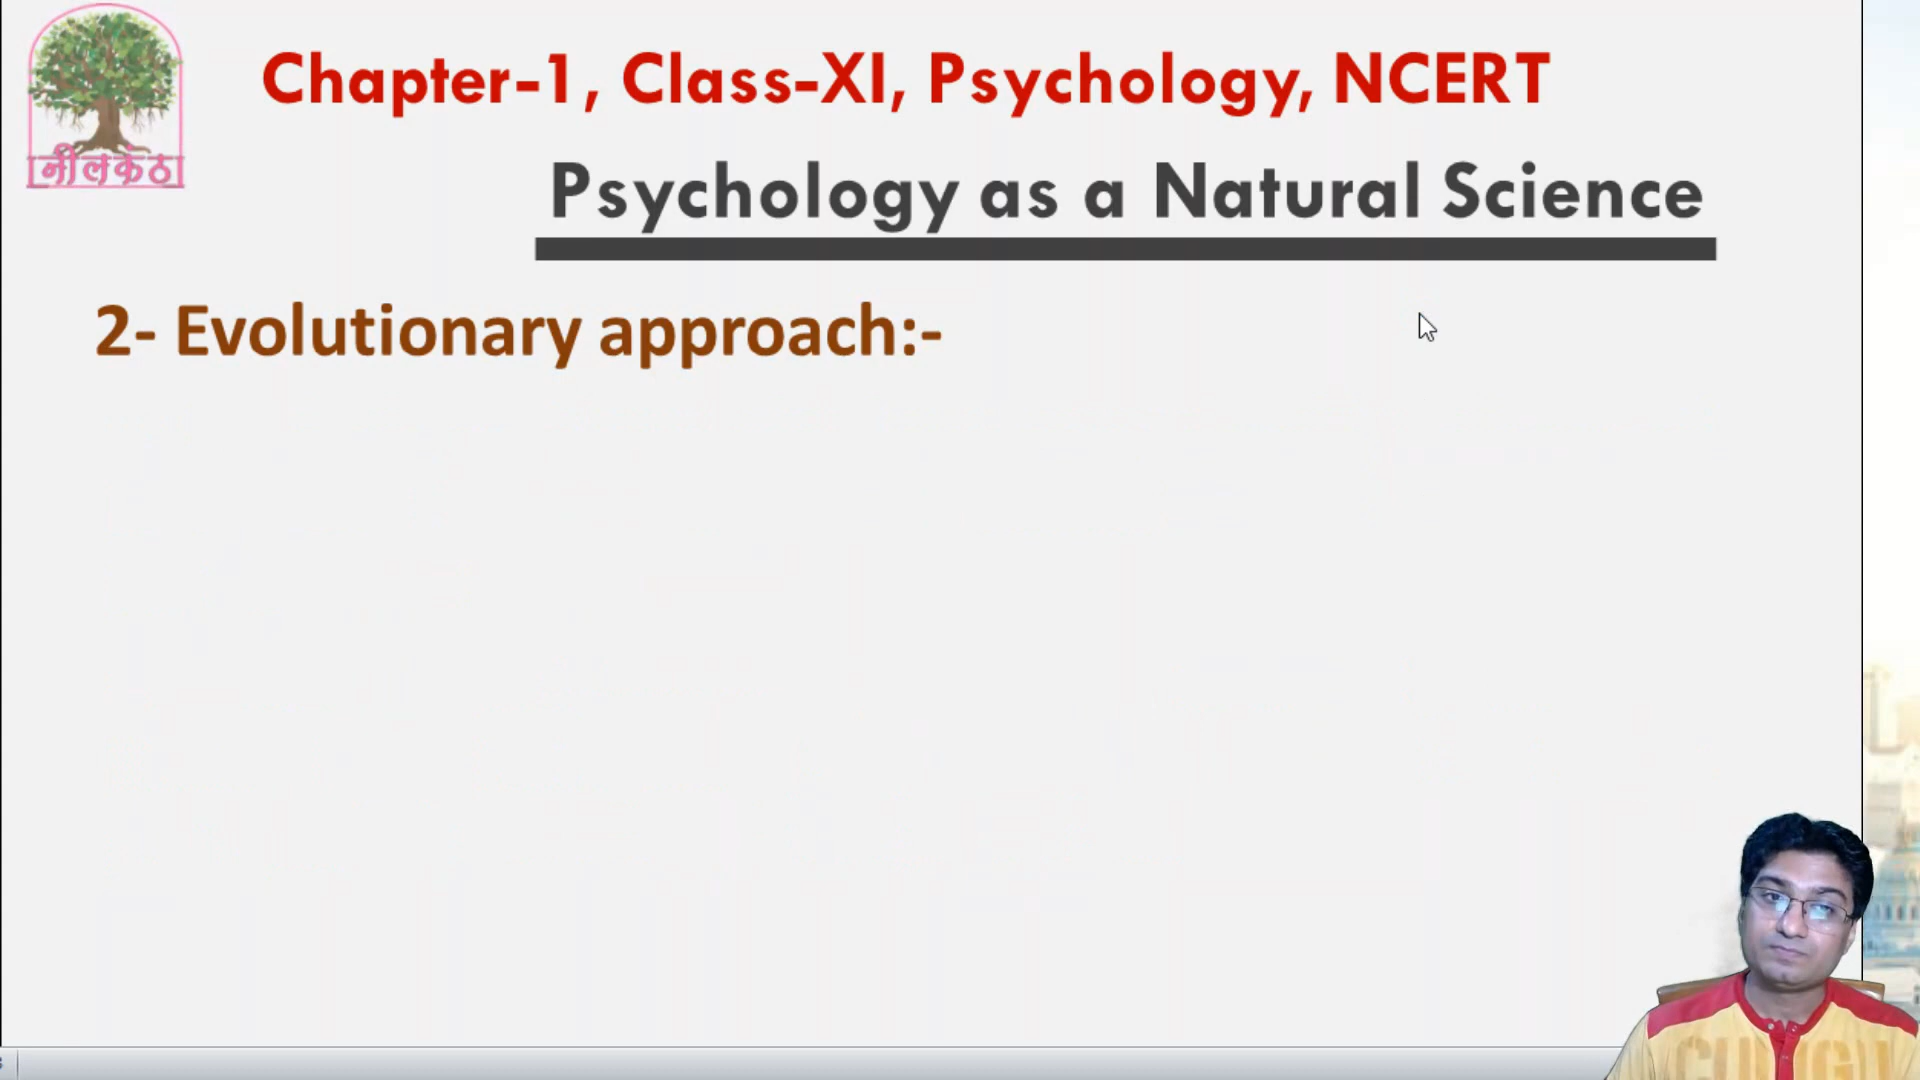 Chapter-1, Class-XI, Psychology, NCERT
नीलकंठ
Psychology as a Natural Science
2- Evolutionary approach:-